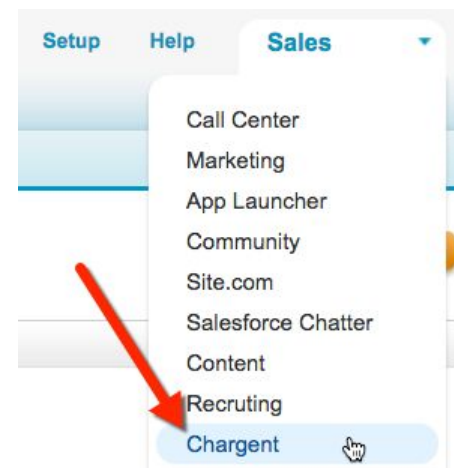 Setup Help Sales
Call Center
Marketing
App Launcher
Community
Site.com
Salesforce Chatter
Content
Recruting
Chargent